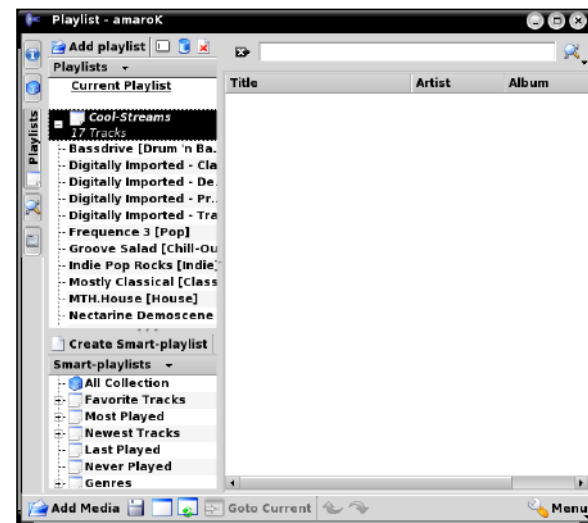 Playlist - amaroK
Add playlist
Playlists
Current Playlist
Title Artist Album
Cool-Streams
17 Tracks
Playlists
Bassdrive [Drum 'n Ba.
Digitally Imported - Cla
Digitally Imported - De.
Digitally Imported - Pr..
Digitally Imported - Tra
Frequence 3 [Pop]
Groove Salad [Chill-Ou
Indie Pop Rocks [Indie]
Mostly Classical [Class
MTH.House [House]
Nectarine Demoscene
Create Smart-playlist
Smart-playlists
All Collection
Favorite Tracks
Most Played
Newest Tracks
Last Played
Never Played
Genres
Add Media Goto Current Menu